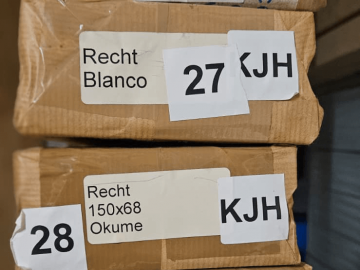 Recht
Blanco
27
KJH
Recht
150x68
Okume
28
KJH